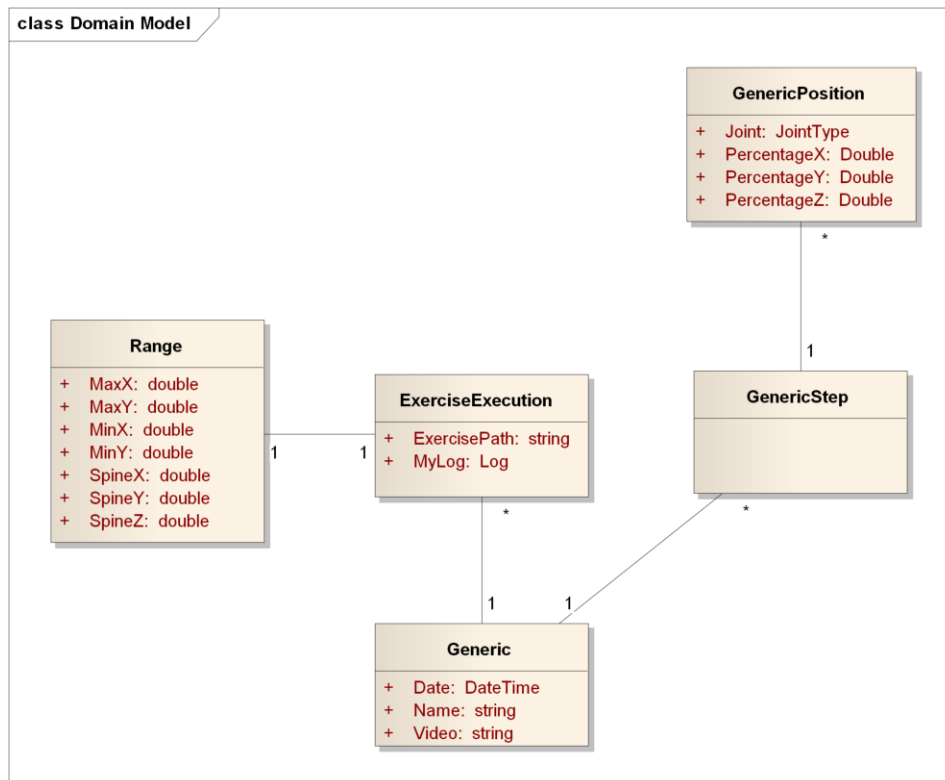 class Domain Model
GenericPosition
+ Joint: JointType
+ PercentageX: Double
+ PercentageY: Double
+ PercentageZ: Double
*
1
GenericStep
*
Range
+ MaxX: double
+ MaxY: double
+ MinX: double
+ MinY: double
+ SpineX: double
+ SpineY: double
+ SpineZ: double
1
1
ExerciseExecution
+ ExercisePath: string
+ MyLog: Log
*
1
1
Generic
+ Date: DateTime
+ Name: string
+ Video: string